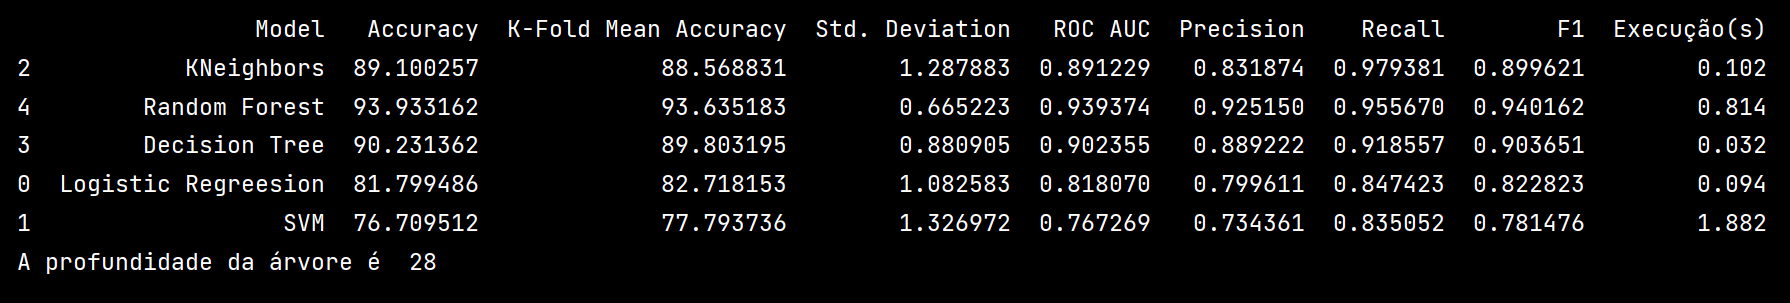 Model Accuracy K-Fold Mean Accuracy Std. Deviation ROC AUC Precision Recall F1 Execução(s)
2 KNeighbors 89.100257 88.568831 1.287883 0.891229 0.831874 0.979381 0.899621 0.102
4 Random Forest 93.933162 93.635183 0.665223 0.939374 0.925150 0.955670 0.940162 0.814
3 Decision Tree 90.231362 89.803195 0.880905 0.902355 0.889222 0.918557 0.903651 0.032
0 Logistic Regreesion 81.799486 82.718153 1.082583 0.818070 0.799611 0.847423 0.822823 0.094
1 SVM 76.709512 77.793736 1.326972 0.767269 0.734361 0.835052 0.781476 1.882
A profundidade da árvore é 28